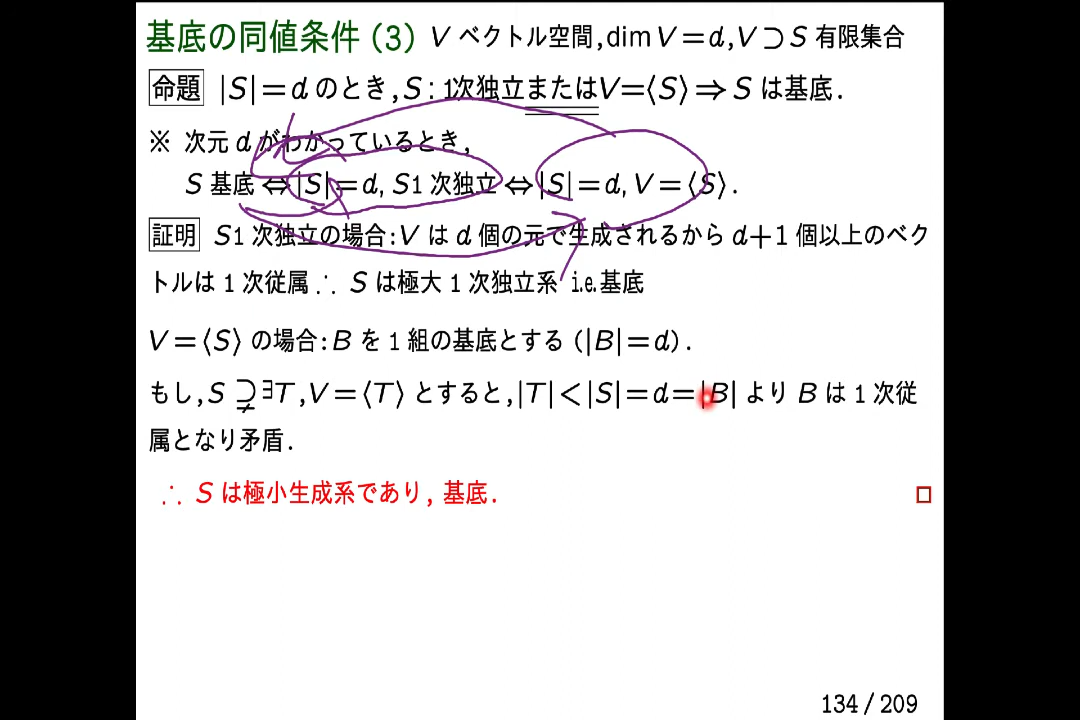 基底の同値条件 (3) V ベクトル空間, dim V = d, V ⊃ S 有限集合
命題 |S| = d のとき, S : 1次独立またはV=⟨S⟩ ⇒ S は基底.
※ 次元 d がわかっているとき,
S 基底 ⇔ |S| = d, S1 次独立 ⇔ |S| = d, V = ⟨S⟩.
証明 S1 次独立の場合: V は d 個の元で生成されるから d+1 個以上のベク
トルは 1 次従属 ∴ S は極大 1 次独立系 i.e.基底
V = ⟨S⟩ の場合: B を 1 組の基底とする (|B| = d).
もし, S ⊋ ∃T, V = ⟨T⟩ とすると, |T| < |S| = d = |B| より B は 1 次従
属となり矛盾.
∴ S は極小生成系であり, 基底. □
134 / 209